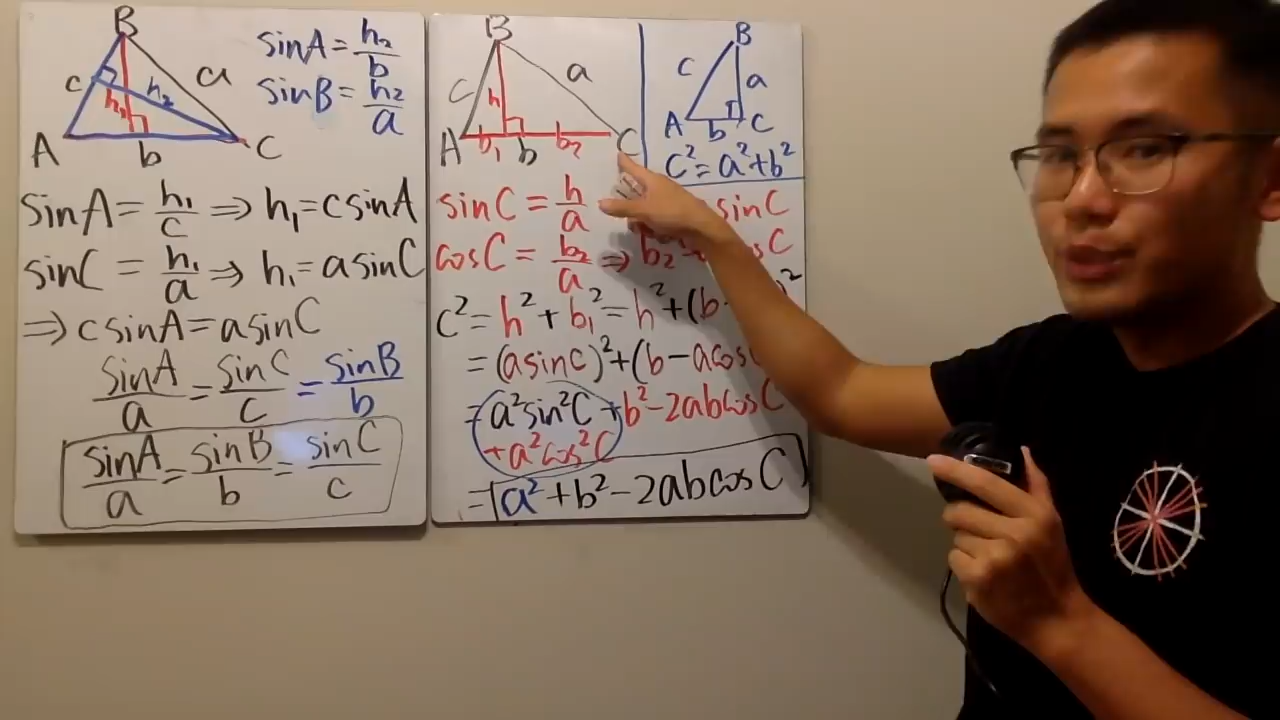 B
sinA = h₂/b
c h₁ h₂ a
sinB = h₂/a
A b C
sinA = h₁/c ⇒ h₁ = c sinA
sinC = h₁/a ⇒ h₁ = a sinC
⇒ c sinA = a sinC
sinA/a = sinC/c = sinB/b
sinA/a = sinB/b = sinC/c
B
c h a
A b₁ b b₂ C
B
c a
A b C
c² = a² + b²
sinC = h/a sinC
cosC = b₂/a ⇒ b₂ C
c² = h² + b₁² = h² + (b )²
= (a sinC)² + (b − a cos
= a² sin²C + b² − 2ab cos C
+ a² cos²C
= a² + b² − 2ab cos C